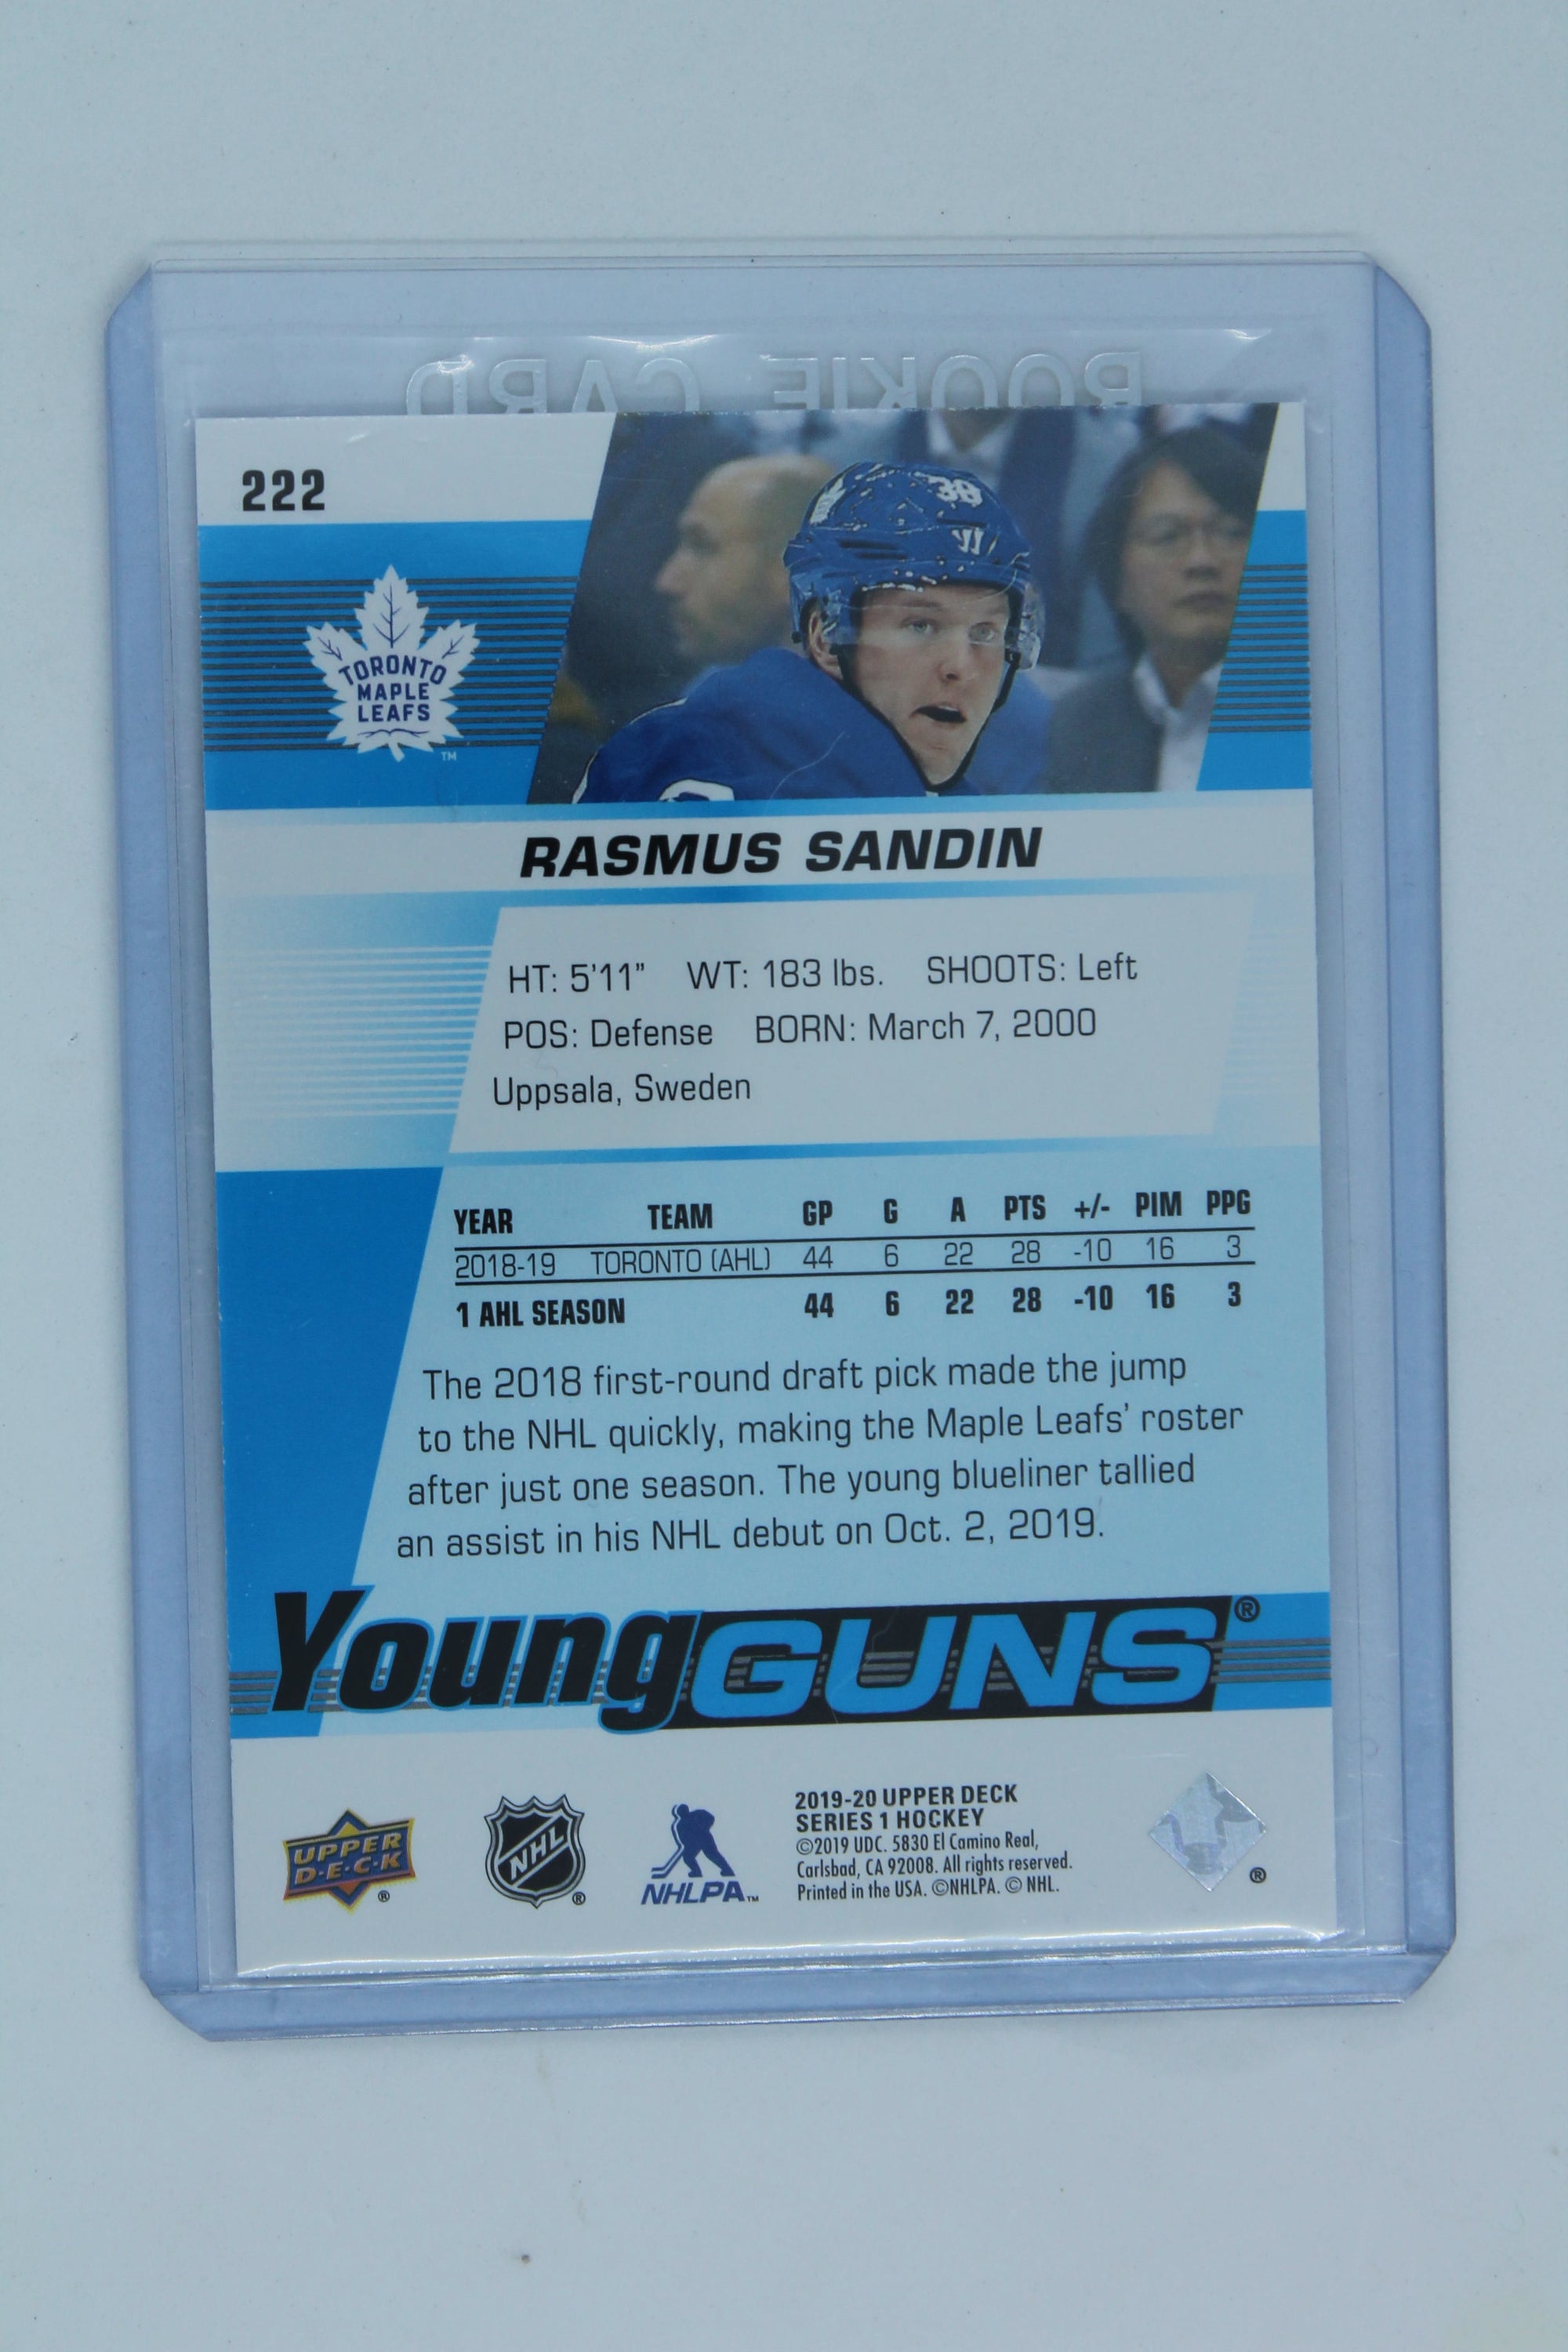 ROOKIE CARD
222
38
TORONTO
MAPLE
LEAFS
TM
RASMUS SANDIN
HT: 5'11" WT: 183 lbs. SHOOTS: Left
POS: Defense BORN: March 7, 2000
Uppsala, Sweden
YEAR TEAM GP G A PTS +/- PIM PPG
2018-19 TORONTO (AHL) 44 6 22 28 -10 16 3
1 AHL SEASON 44 6 22 28 -10 16 3
The 2018 first-round draft pick made the jump
to the NHL quickly, making the Maple Leafs' roster
after just one season. The young blueliner tallied
an assist in his NHL debut on Oct. 2, 2019.
Young GUNS®
UPPER
D·E·C·K
®
NHL
®
NHLPA™
2019-20 UPPER DECK
SERIES 1 HOCKEY
©2019 UDC. 5830 El Camino Real,
Carlsbad, CA 92008. All rights reserved.
Printed in the USA. ©NHLPA. © NHL.
®